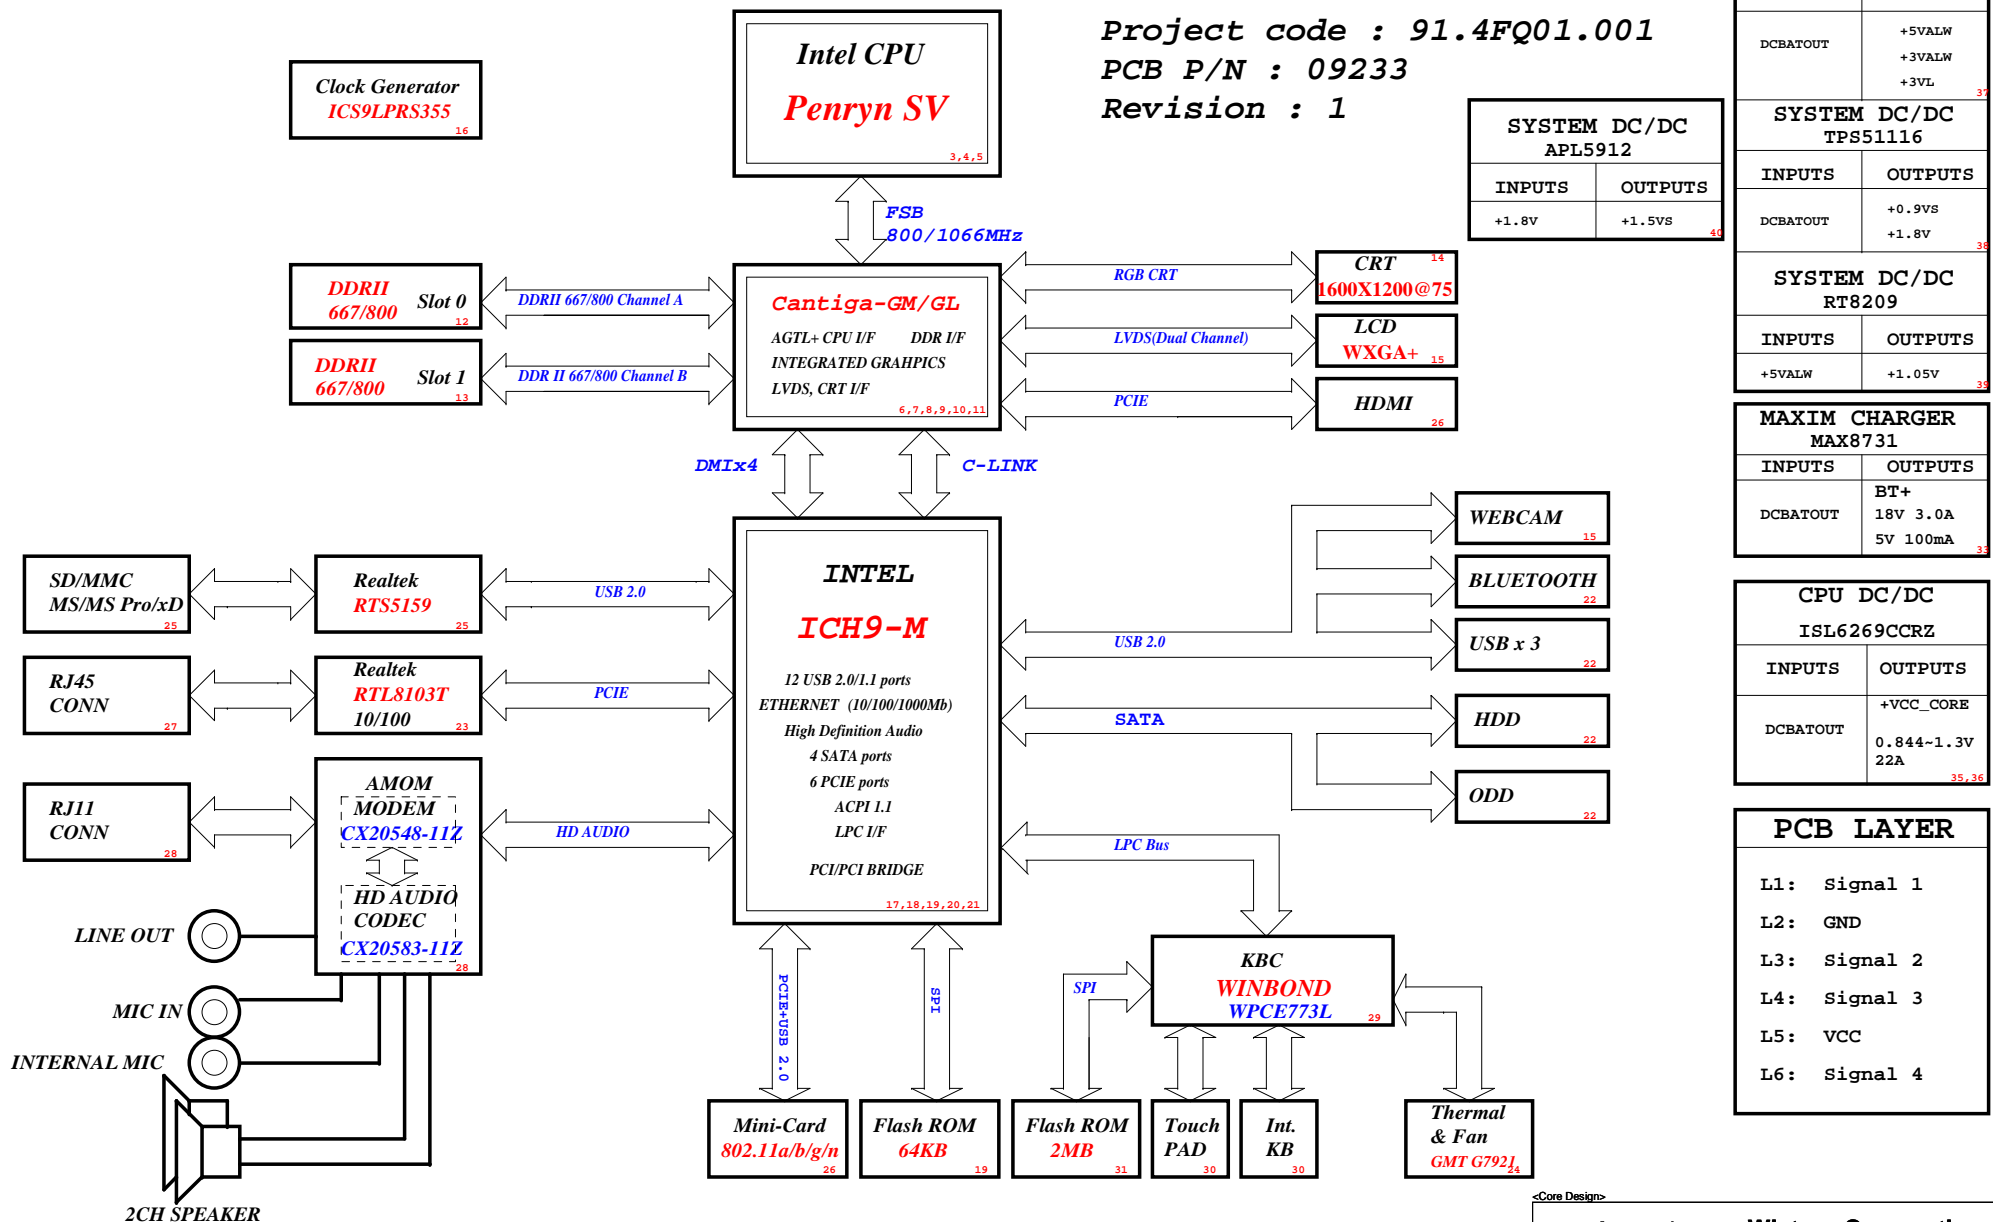 Project code : 91.4FQ01.001
PCB P/N : 09233
Revision : 1
Clock Generator
ICS9LPRS355
16
Intel CPU
Penryn SV
3,4,5
FSB
800/1066MHz
DDRII
667/800
Slot 0
12
DDRII 667/800 Channel A
DDRII
667/800
Slot 1
13
DDR II 667/800 Channel B
Cantiga-GM/GL
AGTL+ CPU I/F DDR I/F
INTEGRATED GRAHPICS
LVDS, CRT I/F
6,7,8,9,10,11
RGB CRT
CRT
14
1600X1200@75
LVDS(Dual Channel)
LCD
WXGA+
15
PCIE
HDMI
26
DMIx4
C-LINK
SD/MMC
MS/MS Pro/xD
25
Realtek
RTS5159
25
USB 2.0
RJ45
CONN
27
Realtek
RTL8103T
10/100
23
PCIE
RJ11
CONN
28
AMOM
MODEM
CX20548-11Z
HD AUDIO
CODEC
CX20583-11Z
28
HD AUDIO
LINE OUT
MIC IN
INTERNAL MIC
2CH SPEAKER
INTEL
ICH9-M
12 USB 2.0/1.1 ports
ETHERNET (10/100/1000Mb)
High Definition Audio
4 SATA ports
6 PCIE ports
ACPI 1.1
LPC I/F
PCI/PCI BRIDGE
17,18,19,20,21
USB 2.0
WEBCAM
15
BLUETOOTH
22
USB x 3
22
SATA
HDD
22
ODD
22
LPC Bus
KBC
WINBOND
WPCE773L
29
PCIE+USB 2.0
SPI
SPI
Mini-Card
802.11a/b/g/n
26
Flash ROM
64KB
19
Flash ROM
2MB
31
Touch
PAD
30
Int.
KB
30
Thermal
& Fan
GMT G7921
24
SYSTEM DC/DC
APL5912
INPUTS OUTPUTS
+1.8V +1.5VS
40
DCBATOUT
+5VALW
+3VALW
+3VL
37
SYSTEM DC/DC
TPS51116
INPUTS OUTPUTS
DCBATOUT
+0.9VS
+1.8V
38
SYSTEM DC/DC
RT8209
INPUTS OUTPUTS
+5VALW +1.05V
39
MAXIM CHARGER
MAX8731
INPUTS OUTPUTS
DCBATOUT
BT+
18V 3.0A
5V 100mA
33
CPU DC/DC
ISL6269CCRZ
INPUTS OUTPUTS
DCBATOUT
+VCC_CORE
0.844~1.3V
22A
35,36
PCB LAYER
L1: Signal 1
L2: GND
L3: Signal 2
L4: Signal 3
L5: VCC
L6: Signal 4
<Core Design>